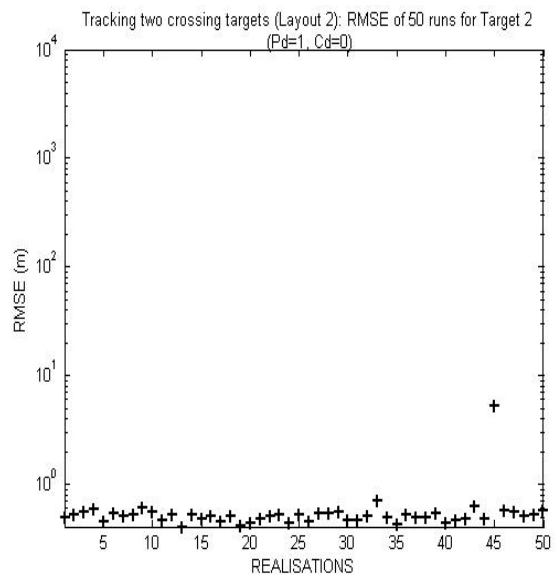 Tracking two crossing targets (Layout 2): RMSE of 50 runs for Target 2
(Pd=1, Cd=0)
10^4
10^3
10^2
10^1
10^0
RMSE (m)
5 10 15 20 25 30 35 40 45 50
REALISATIONS